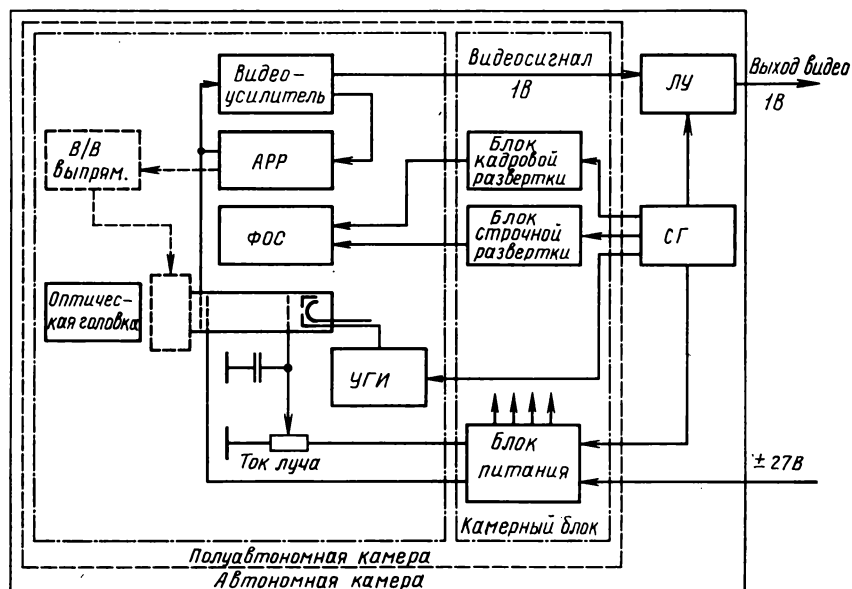 Видео-
усилитель
Видеосигнал
1В
ЛУ
Выход видео
1В
В/В
выпрям.
АРР
Блок
кадровой
развертки
ФОС
Блок
строчной
развертки
СГ
Оптичес-
кая головка
УГИ
Ток луча
Блок
питания
± 27В
Камерный блок
Полуавтономная камера
Автономная камера